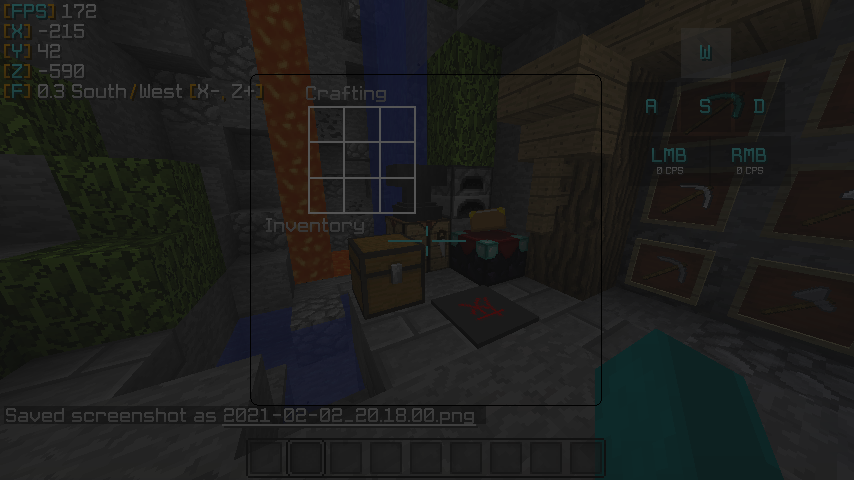 [FPS] 172
[X] -215
[Y] 42
[Z] -590
[F] 0.3 South/West [X-, Z+]
W
A S D
LMB RMB
0 CPS 0 CPS
Crafting
Inventory
Saved screenshot as 2021-02-02_20.18.00.png